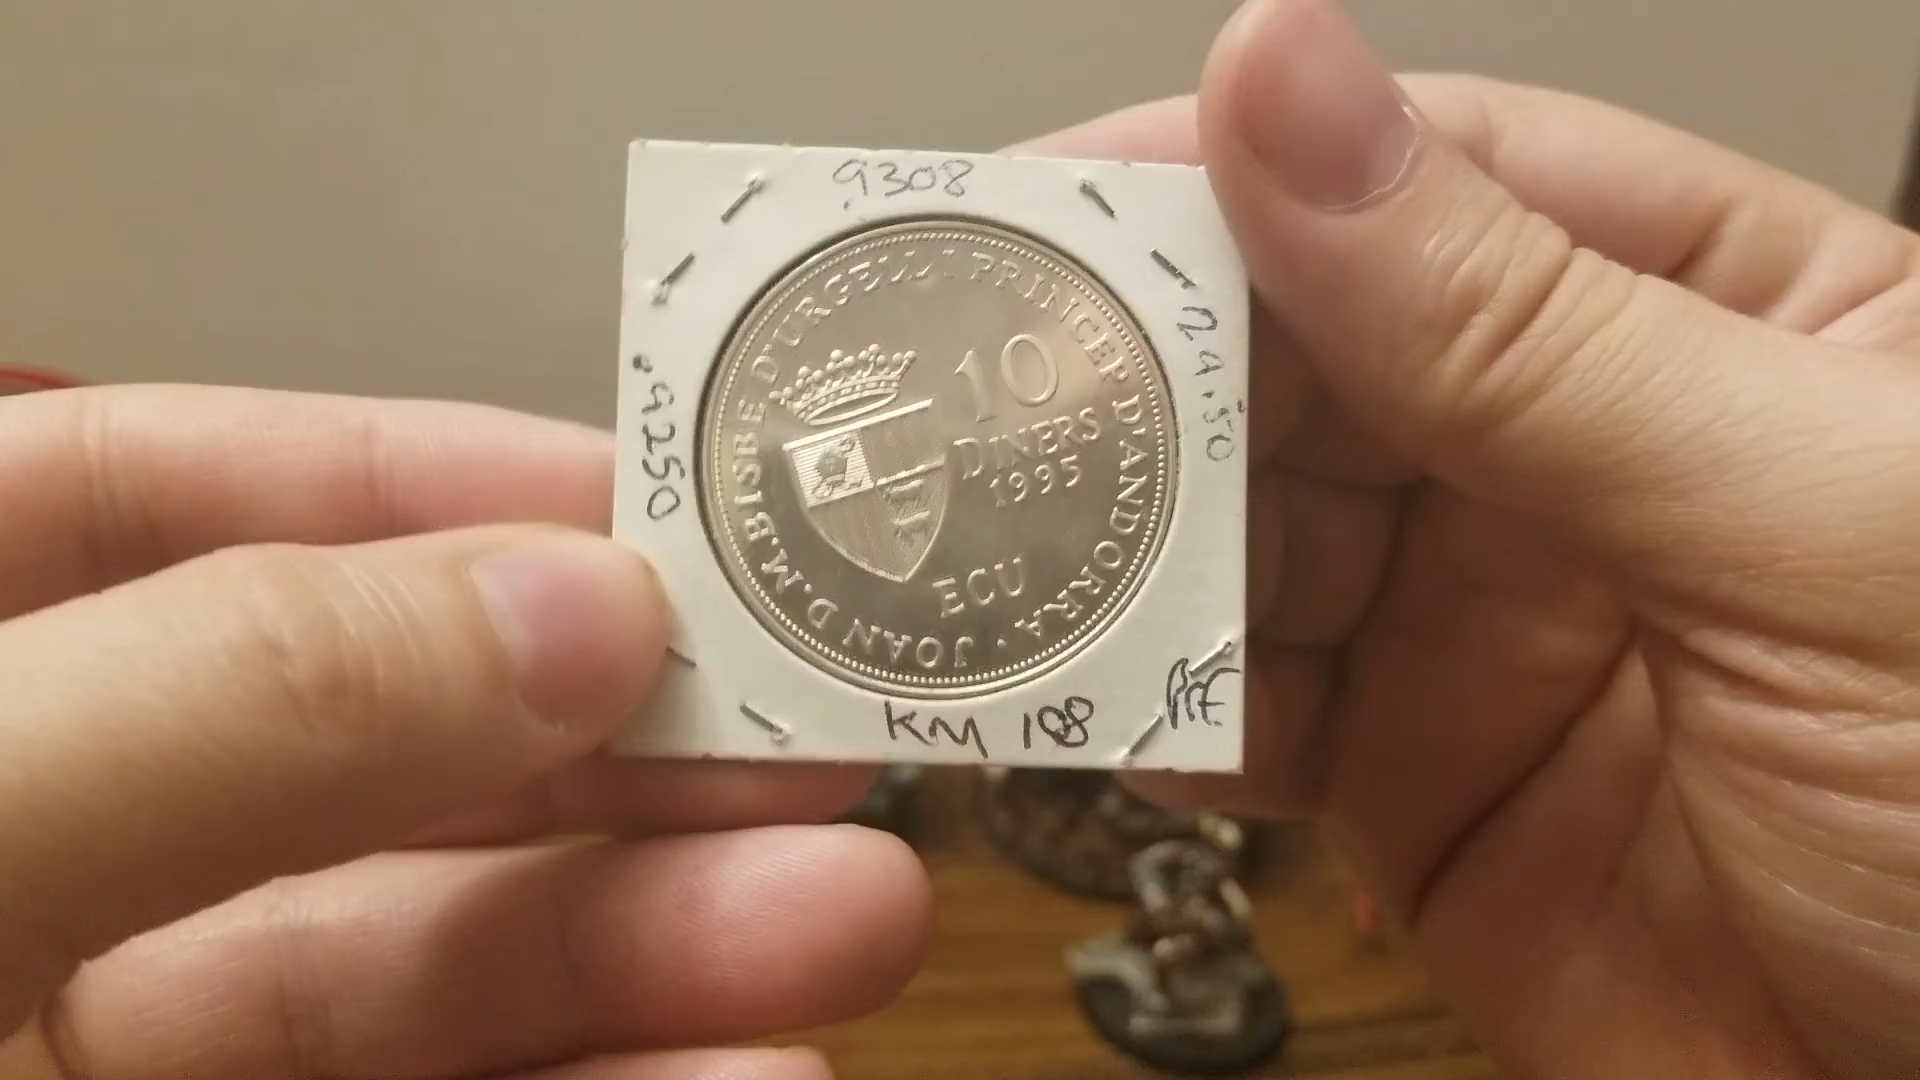 .9308
.9250
24.50
JOAN D.M.BISBE D'URGELL I PRINCEP D'ANDORRA ·
10
DINERS
1995
ECU
KM 108